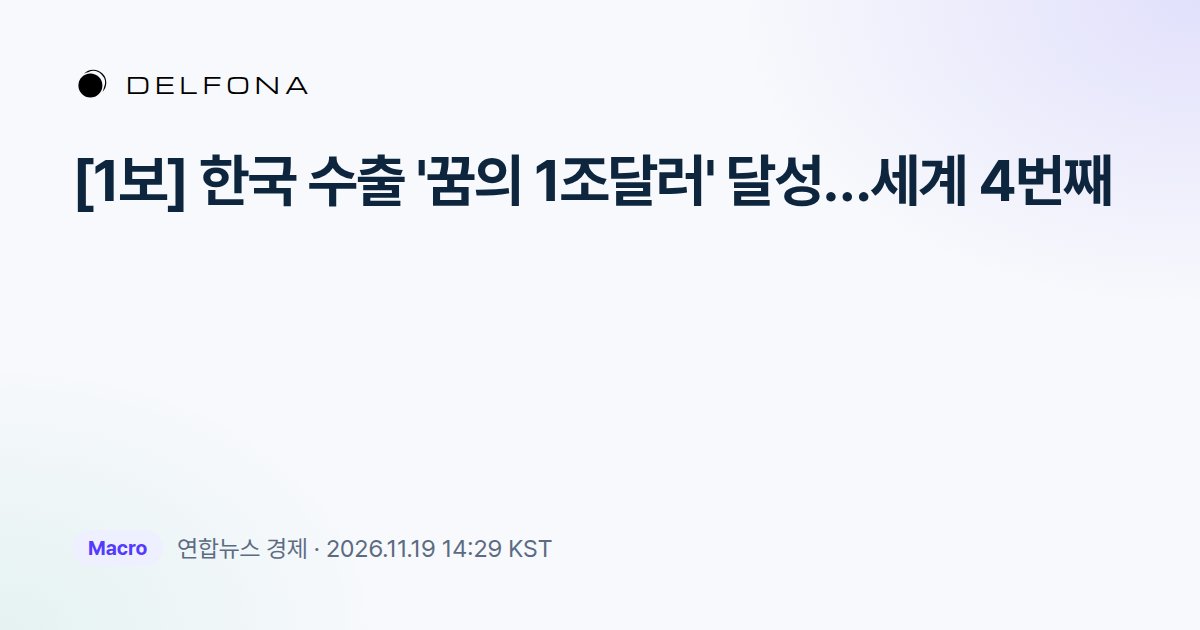 DELFONA
[1보] 한국 수출 '꿈의 1조달러' 달성…세계 4번째
Macro 연합뉴스 경제 · 2026.11.19 14:29 KST